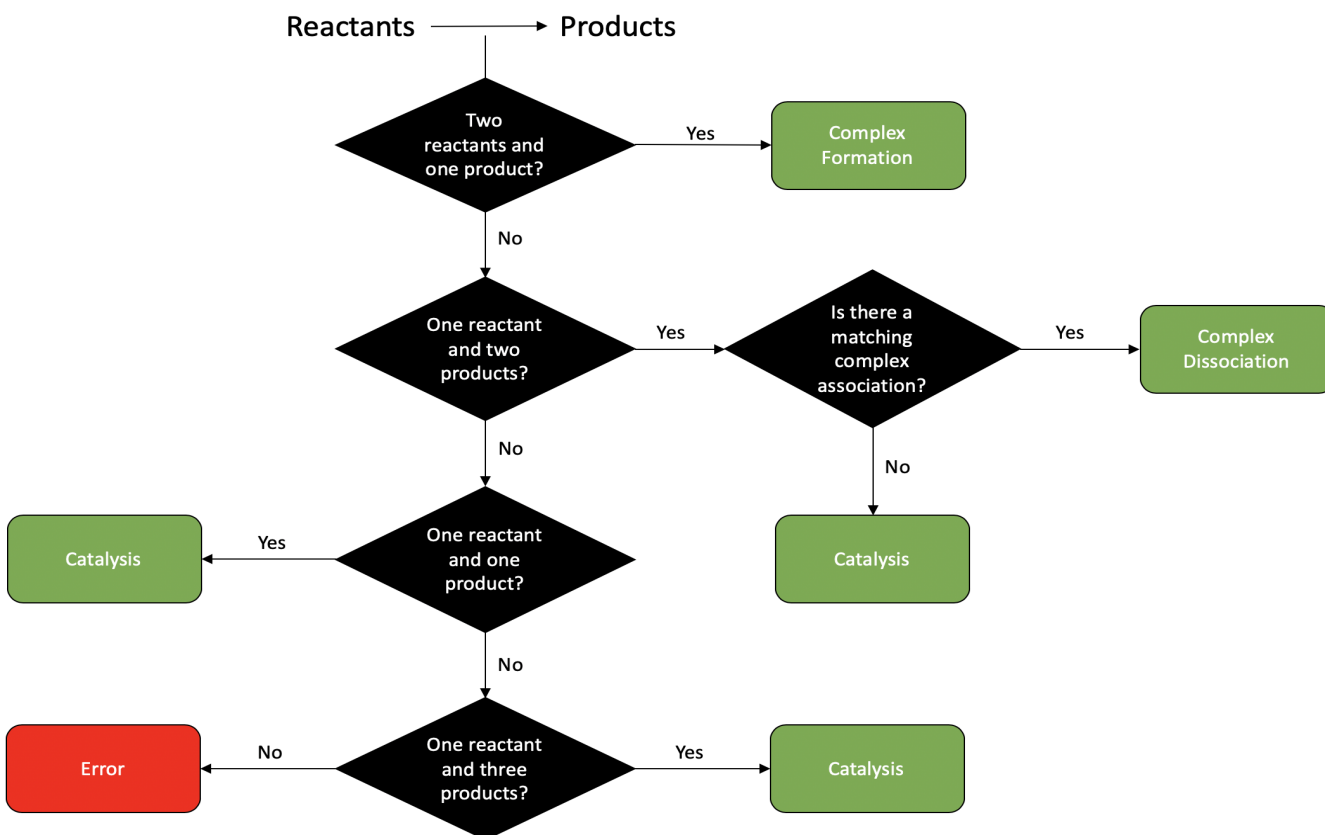 Reactants Products
Two
reactants and
one product?
Yes
Complex
Formation
No
One reactant
and two
products?
Yes
Is there a
matching
complex
association?
Yes
Complex
Dissociation
No
No
One reactant
and one
product?
Yes
Catalysis
Catalysis
No
One reactant
and three
products?
No
Error
Yes
Catalysis